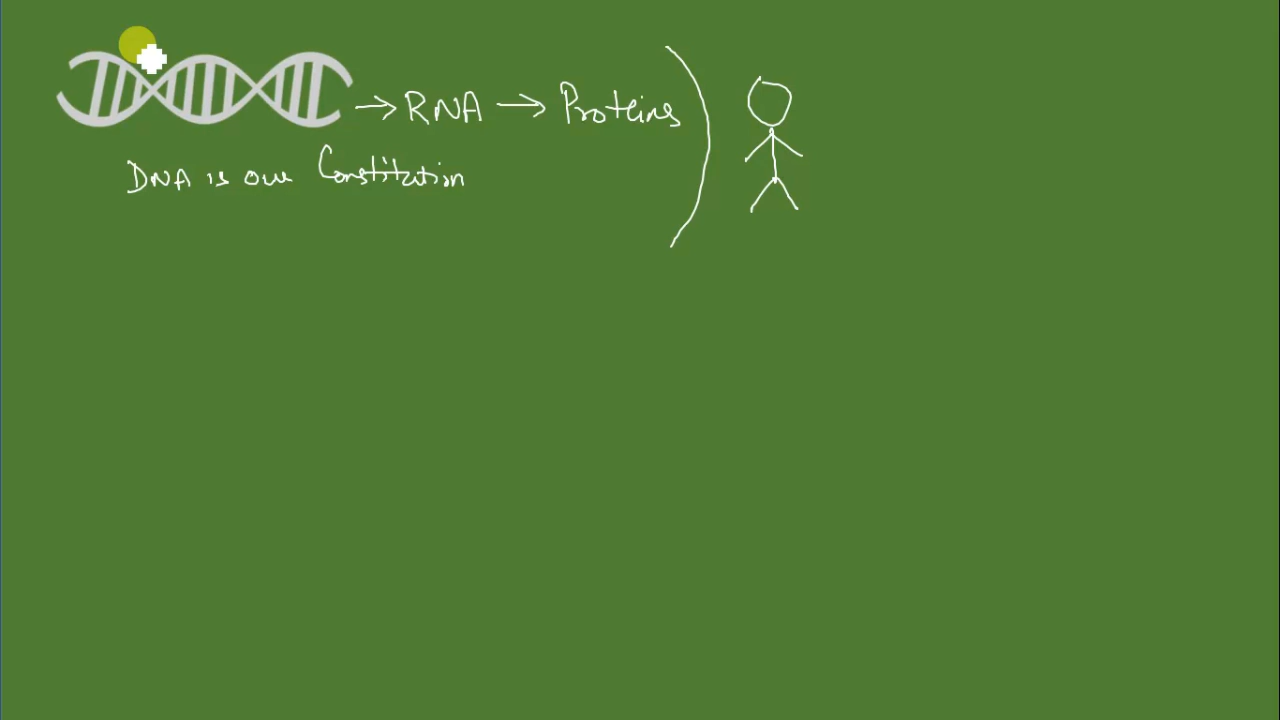 → RNA → Proteins
DNA is our Constitution